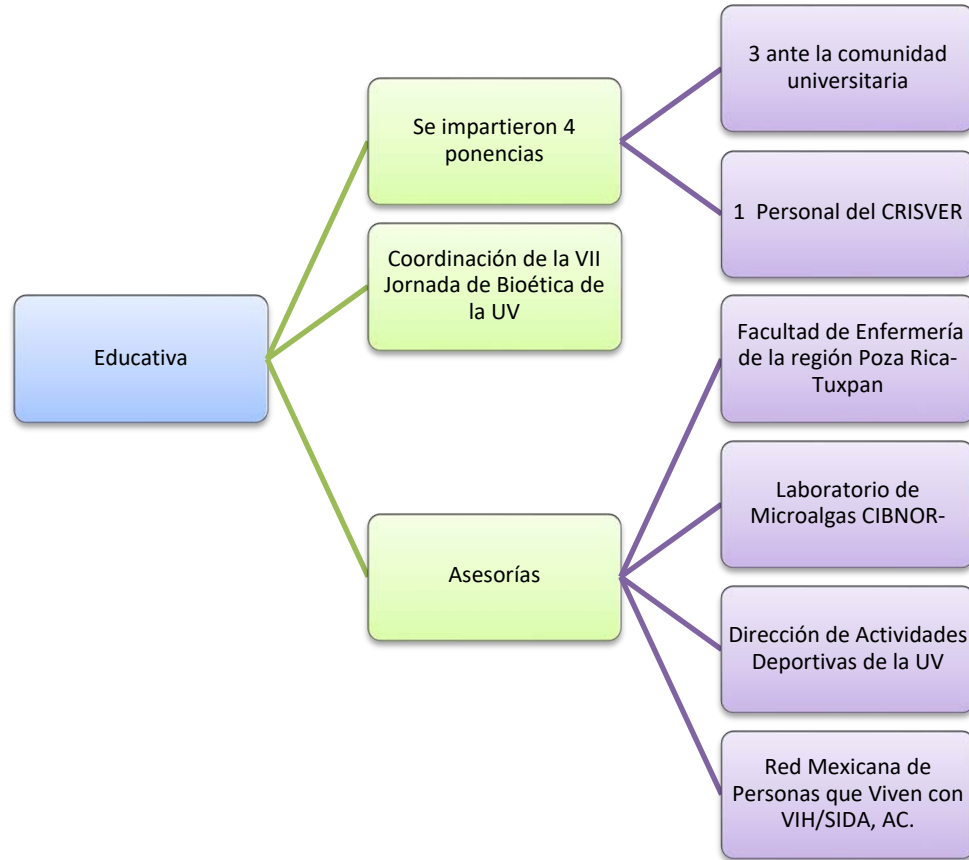 Educativa
Se impartieron 4
ponencias
3 ante la comunidad
universitaria
1 Personal del CRISVER
Coordinación de la VII
Jornada de Bioética de
la UV
Asesorías
Facultad de Enfermería
de la región Poza Rica-
Tuxpan
Laboratorio de
Microalgas CIBNOR-
Dirección de Actividades
Deportivas de la UV
Red Mexicana de
Personas que Viven con
VIH/SIDA, AC.